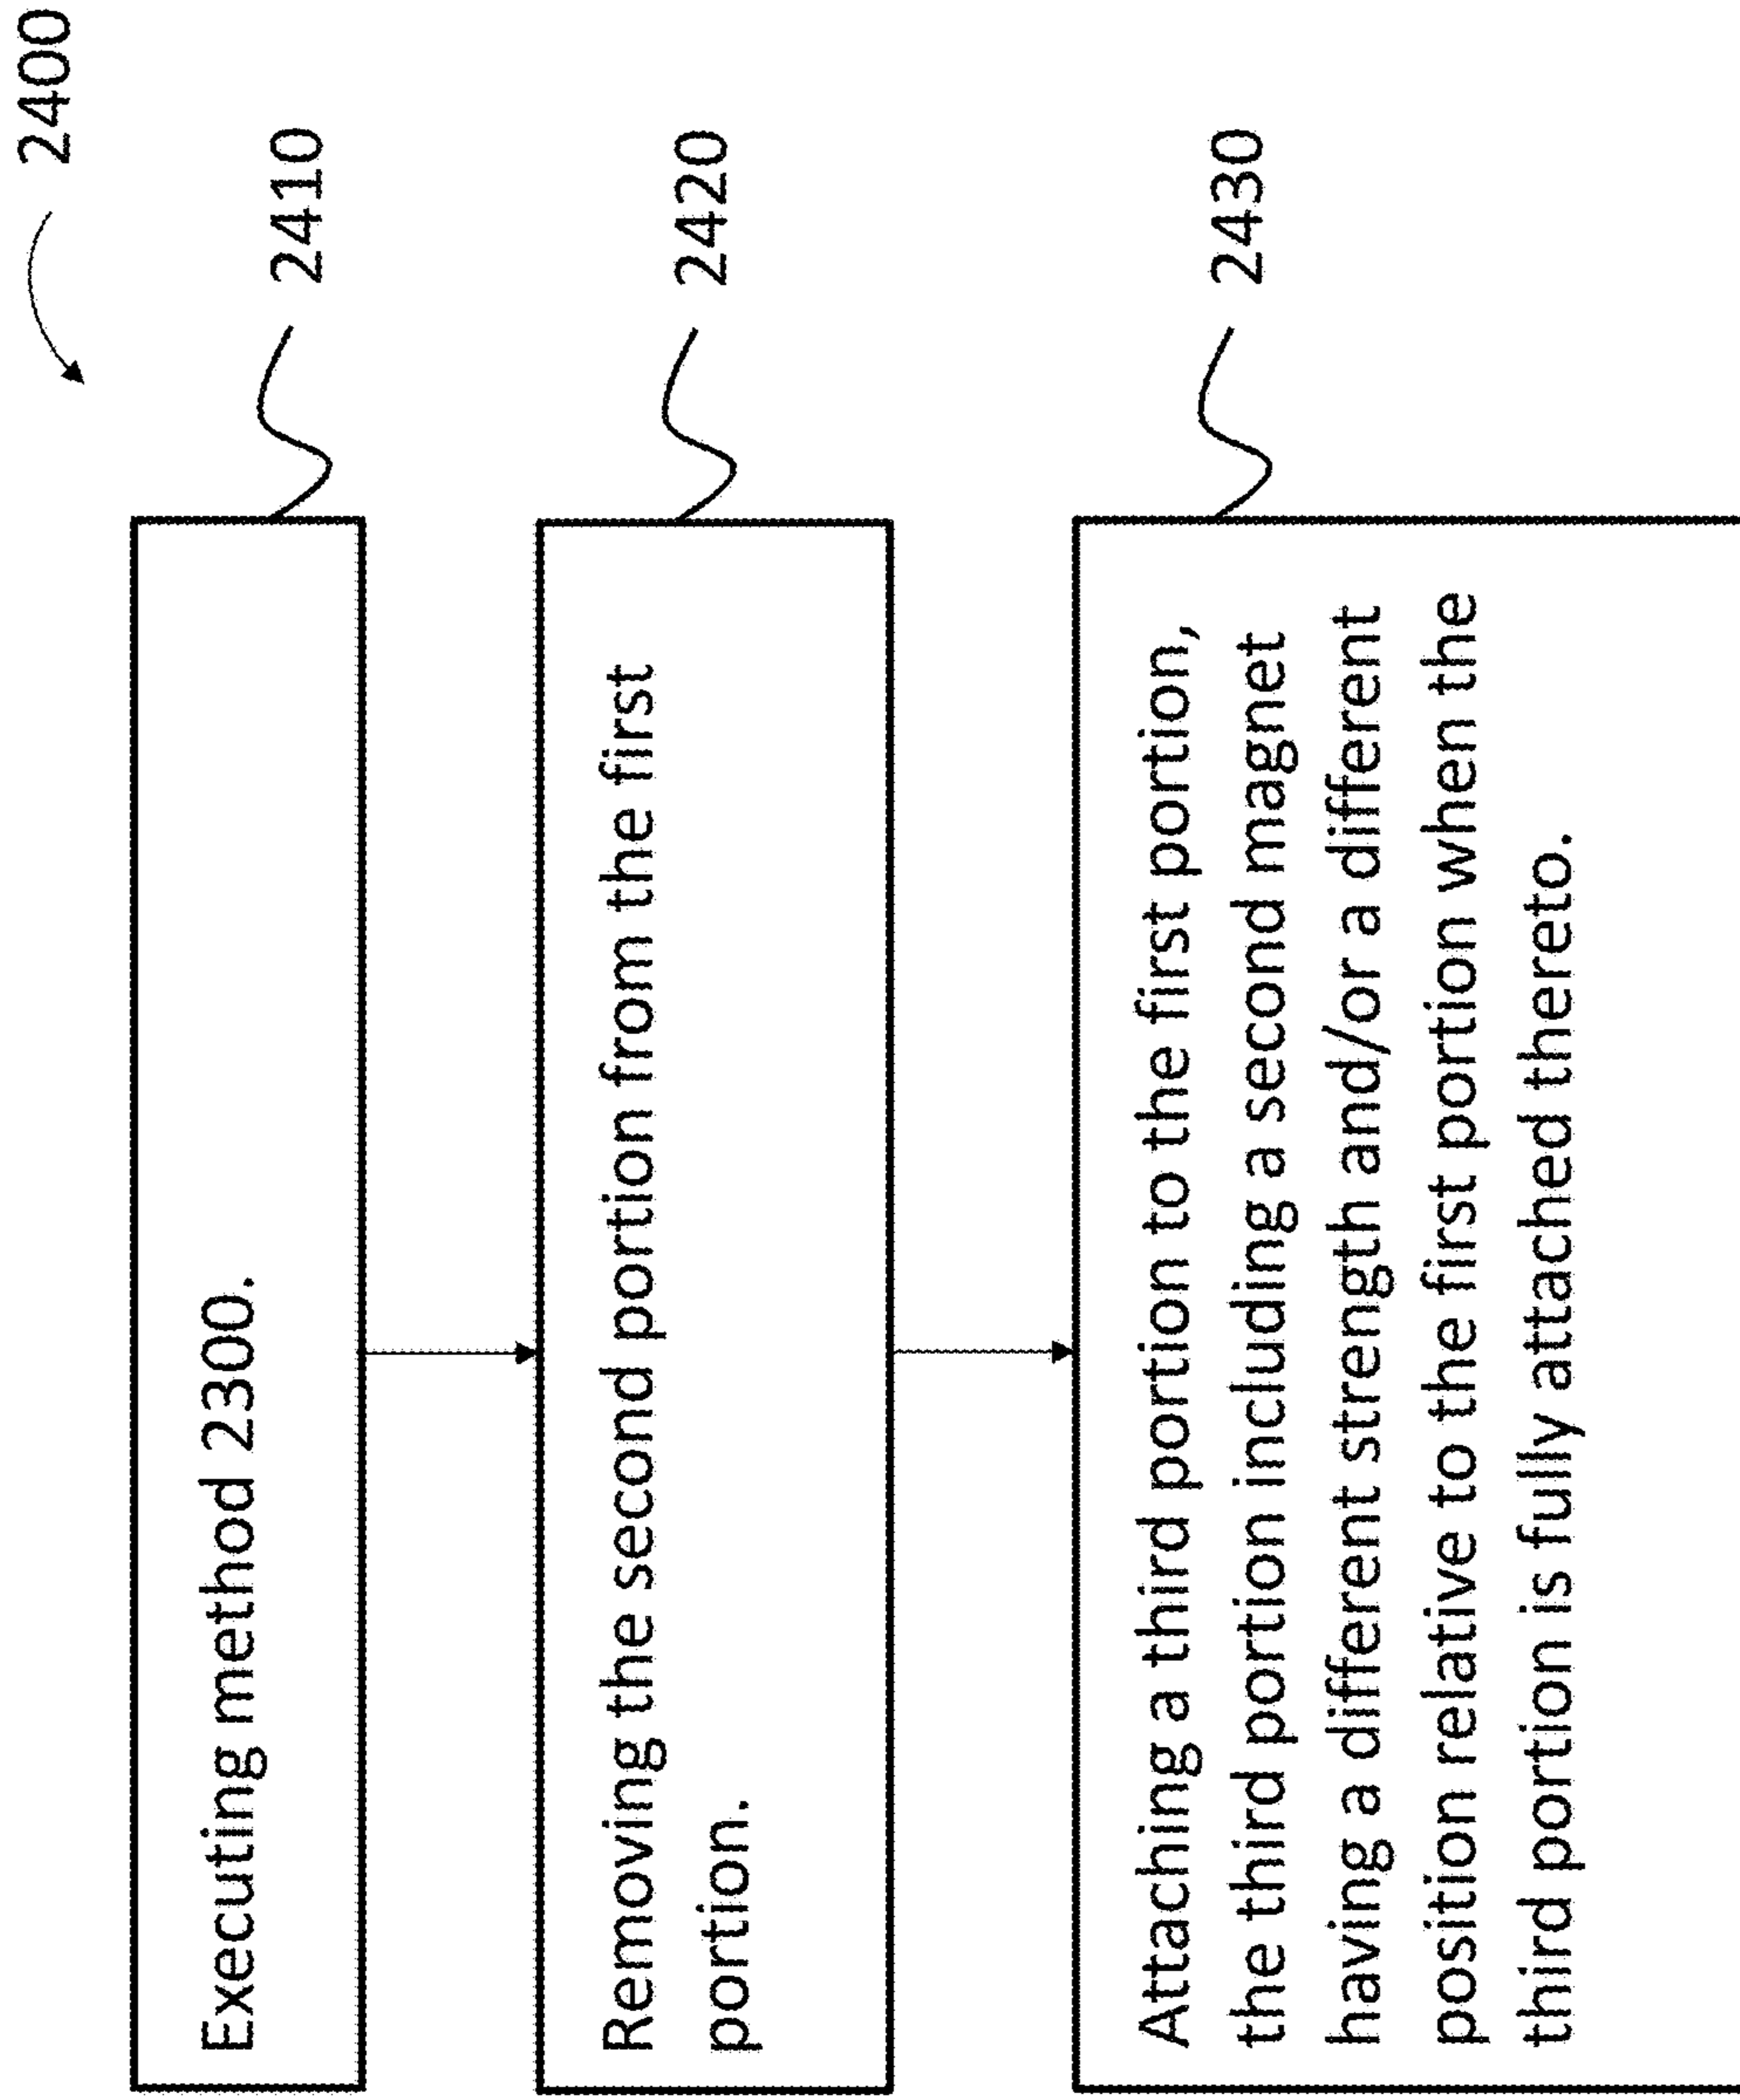 2400
Executing method 2300.
2410
Removing the second portion from the first
portion.
2420
Attaching a third portion to the first portion,
the third portion including a second magnet
having a different strength and/or a different
position relative to the first portion when the
third portion is fully attached thereto.
2430